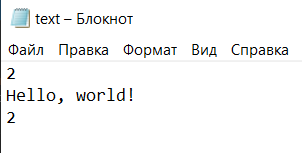 text – Блокнот
Файл Правка Формат Вид Справка
2
Hello, world!
2